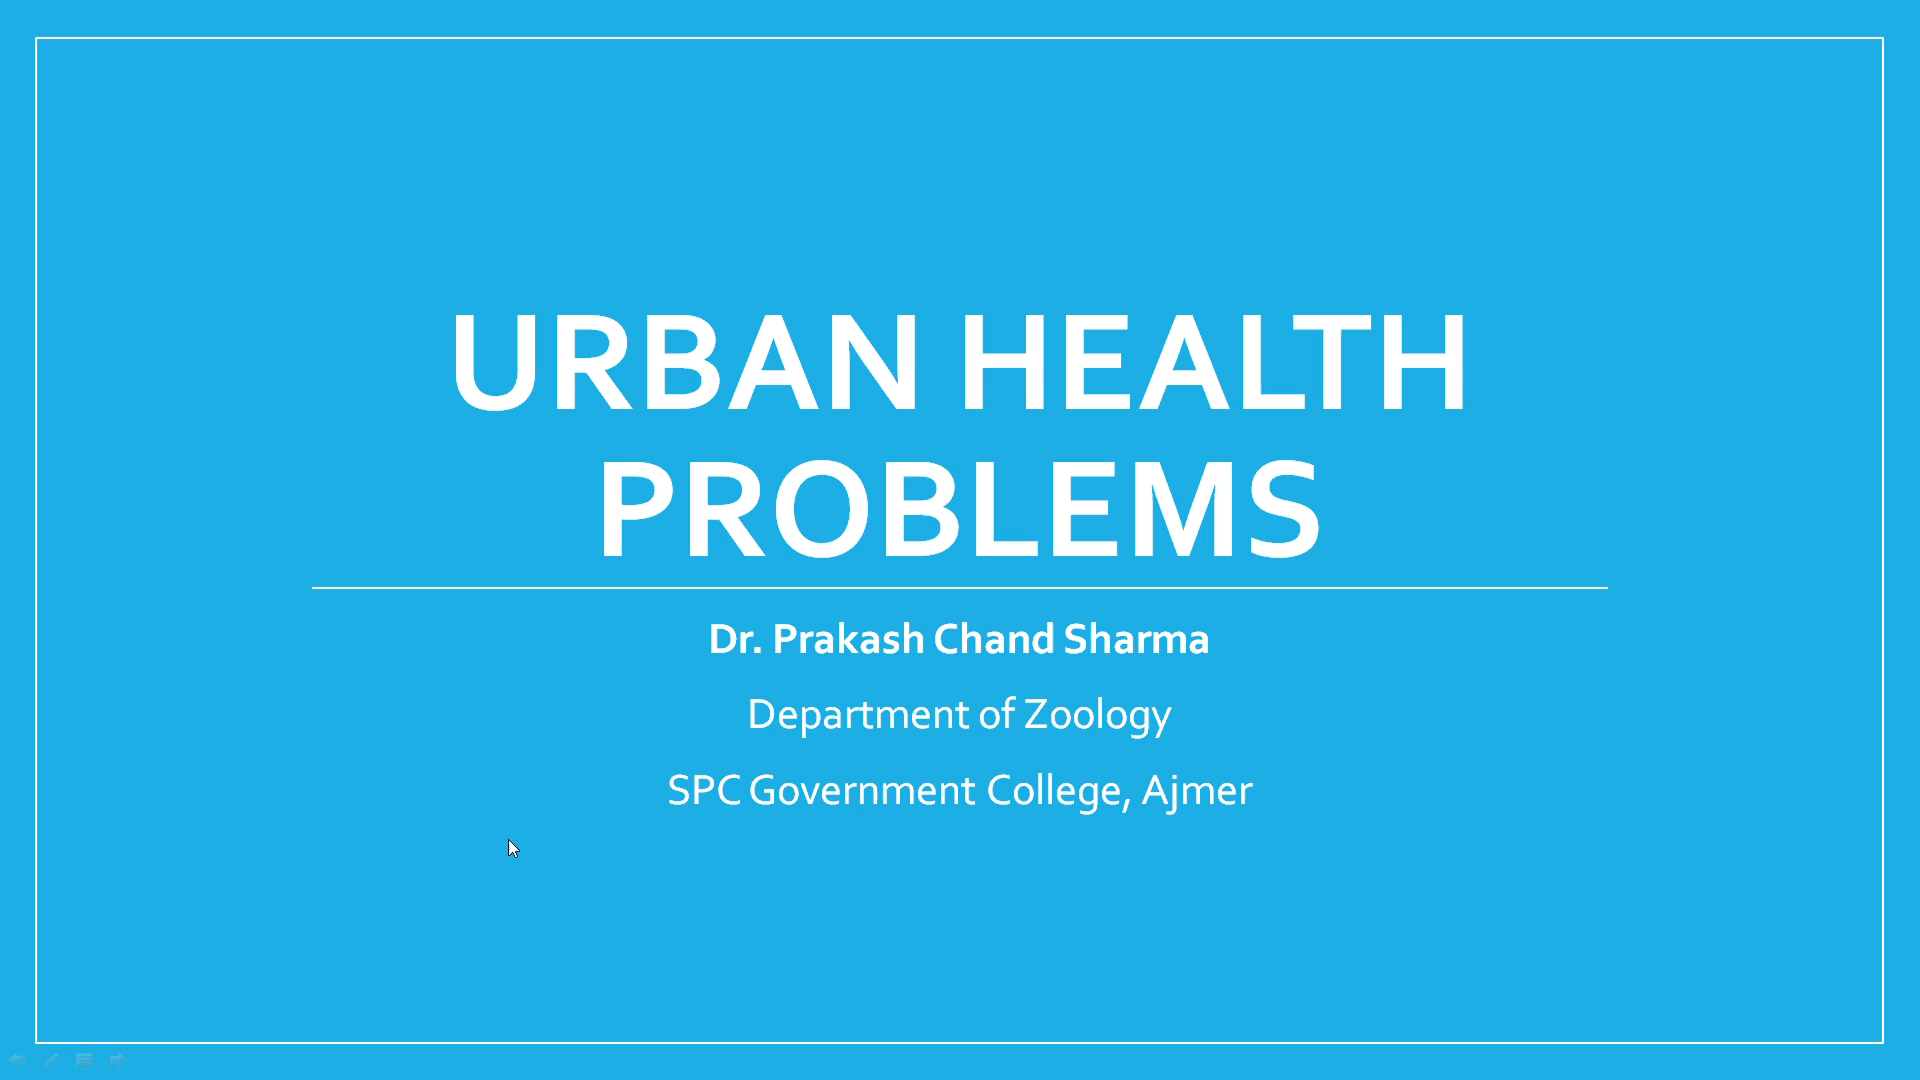 URBAN HEALTH
PROBLEMS
Dr. Prakash Chand Sharma
Department of Zoology
SPC Government College, Ajmer